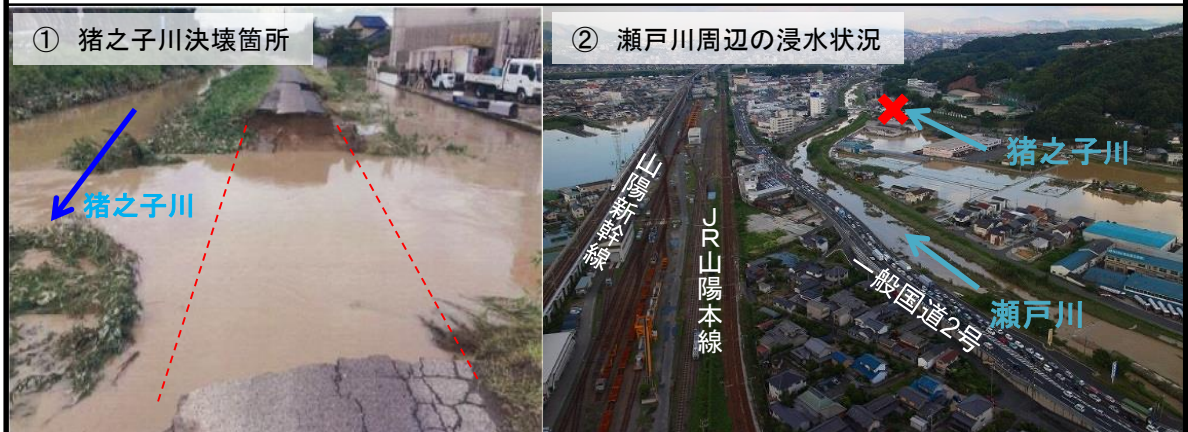 ① 猪之子川決壊箇所
猪之子川
② 瀬戸川周辺の浸水状況
猪之子川
山陽新幹線
JR山陽本線
一般国道2号
瀬戸川